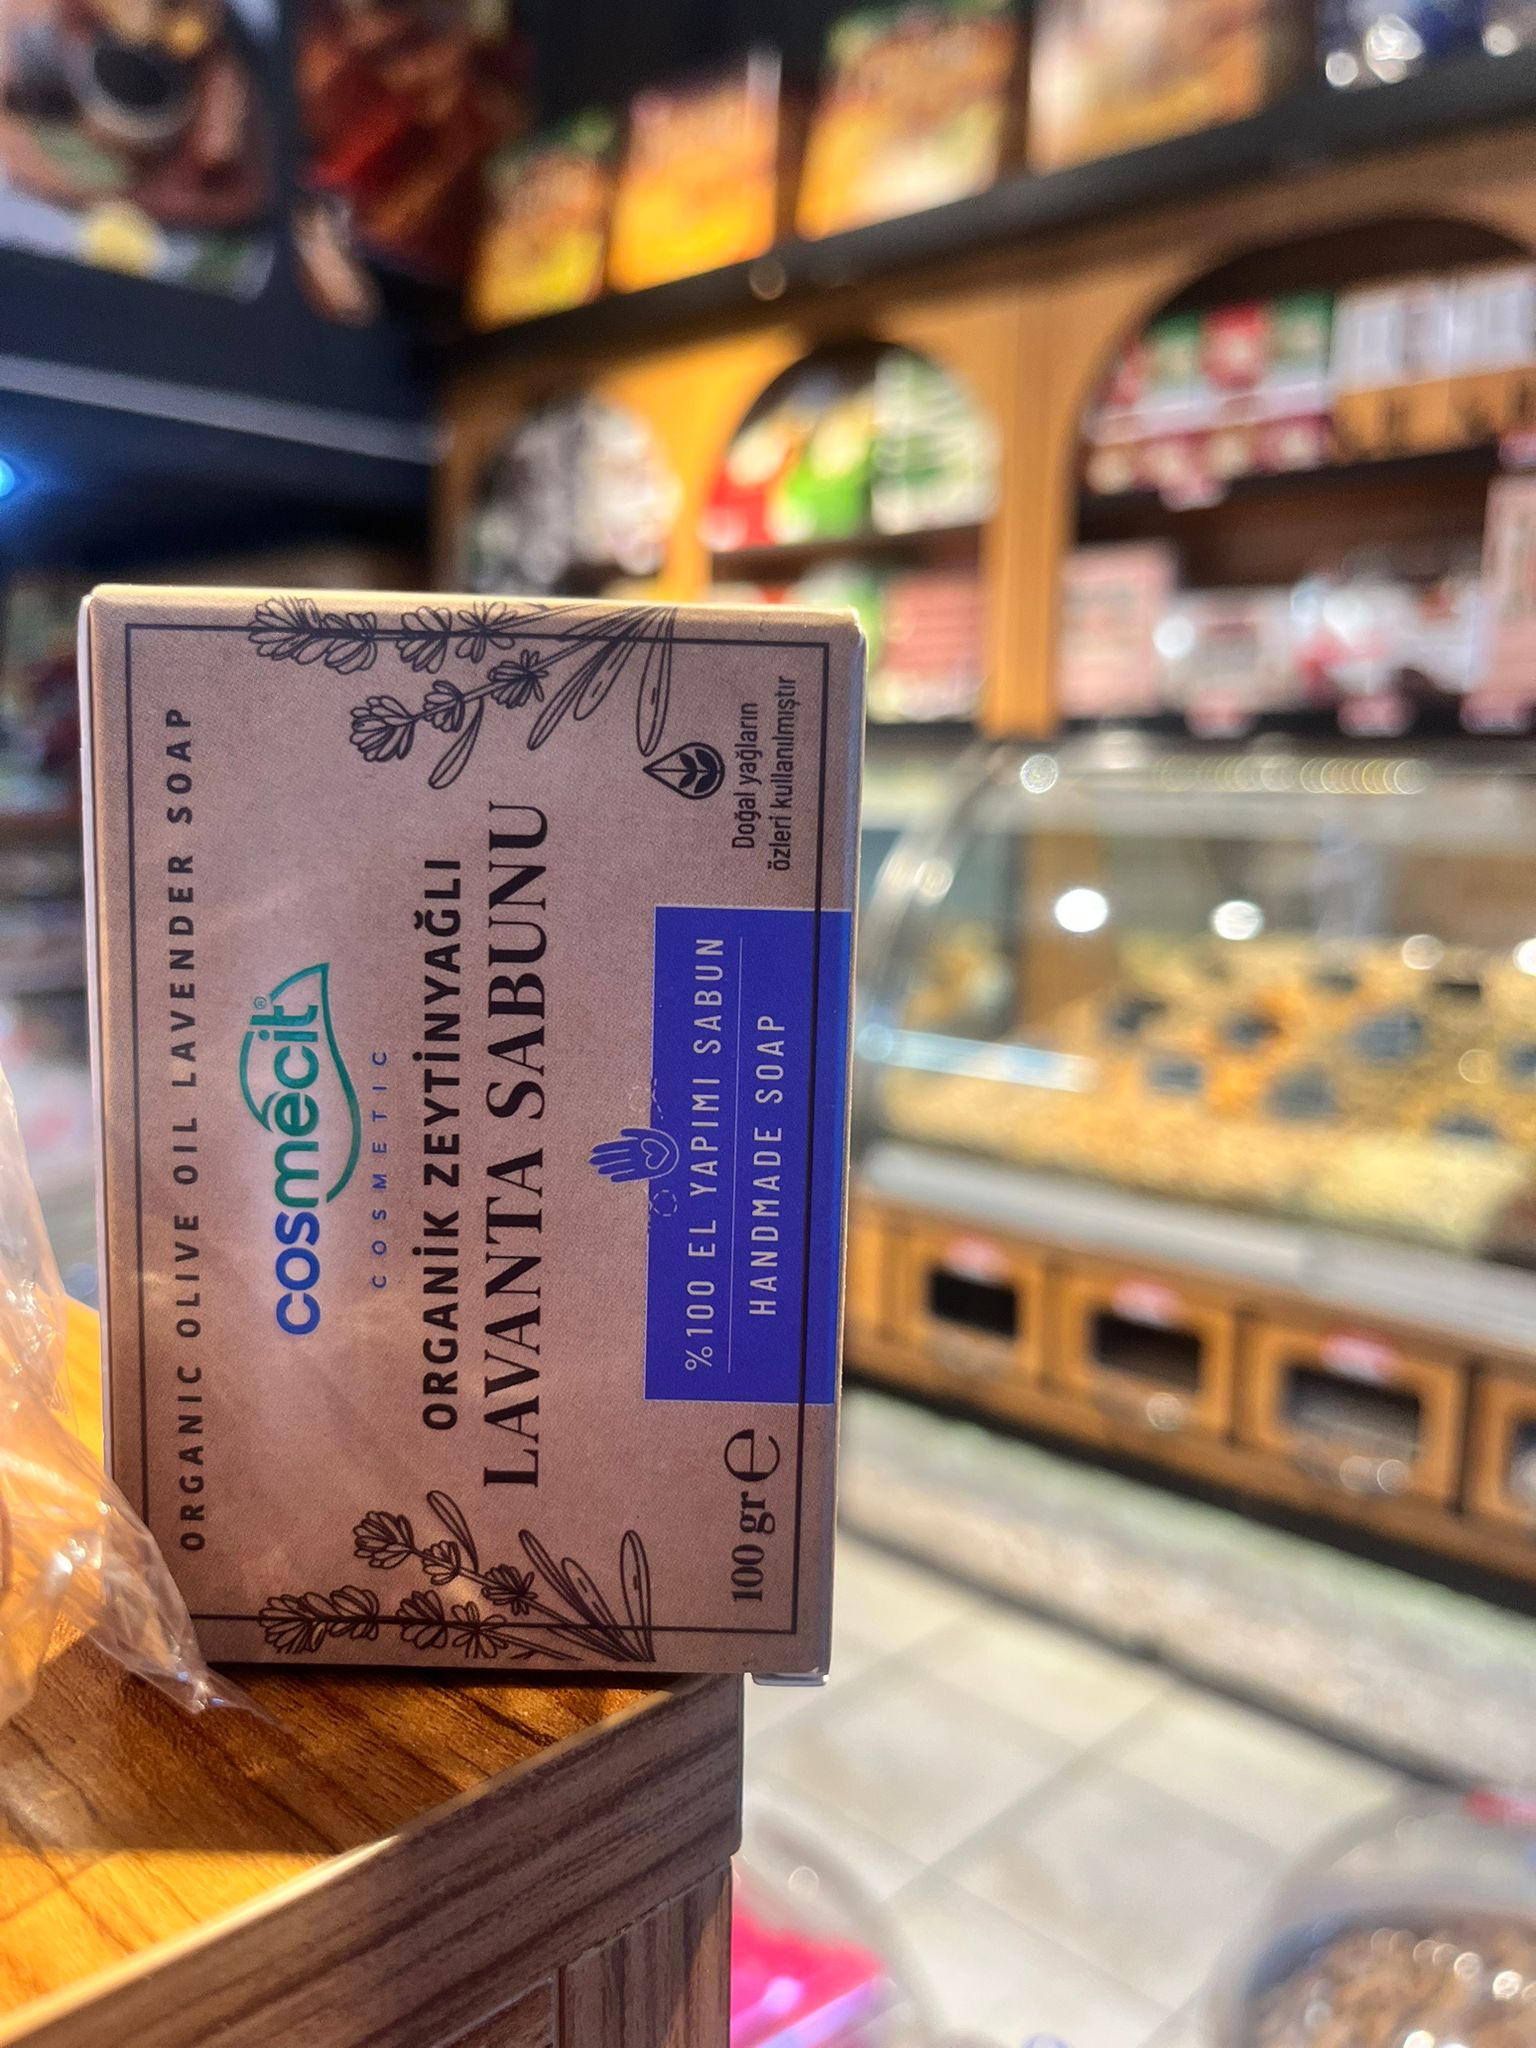 ORGANIC OLIVE OIL LAVENDER SOAP
cosmêcit®
COSMETIC
ORGANİK ZEYTİNYAĞLI
LAVANTA SABUNU
%100 EL YAPIMI SABUN
HANDMADE SOAP
100 gr ℮
Doğal yağların
özleri kullanılmıştır